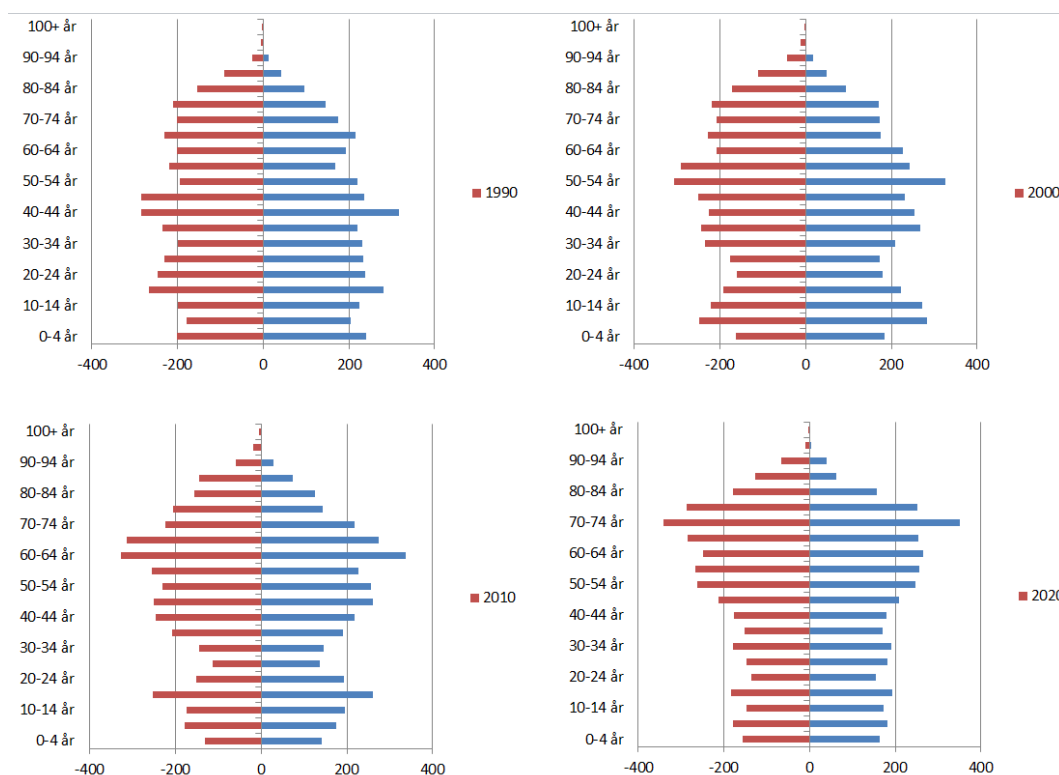 100+ år
90-94 år
80-84 år
70-74 år
60-64 år
50-54 år
40-44 år
30-34 år
20-24 år
10-14 år
0-4 år
-400 -200 0 200 400
1990
100+ år
90-94 år
80-84 år
70-74 år
60-64 år
50-54 år
40-44 år
30-34 år
20-24 år
10-14 år
0-4 år
-400 -200 0 200 400
2000
100+ år
90-94 år
80-84 år
70-74 år
60-64 år
50-54 år
40-44 år
30-34 år
20-24 år
10-14 år
0-4 år
-400 -200 0 200 400
2010
100+ år
90-94 år
80-84 år
70-74 år
60-64 år
50-54 år
40-44 år
30-34 år
20-24 år
10-14 år
0-4 år
-400 -200 0 200 400
2020